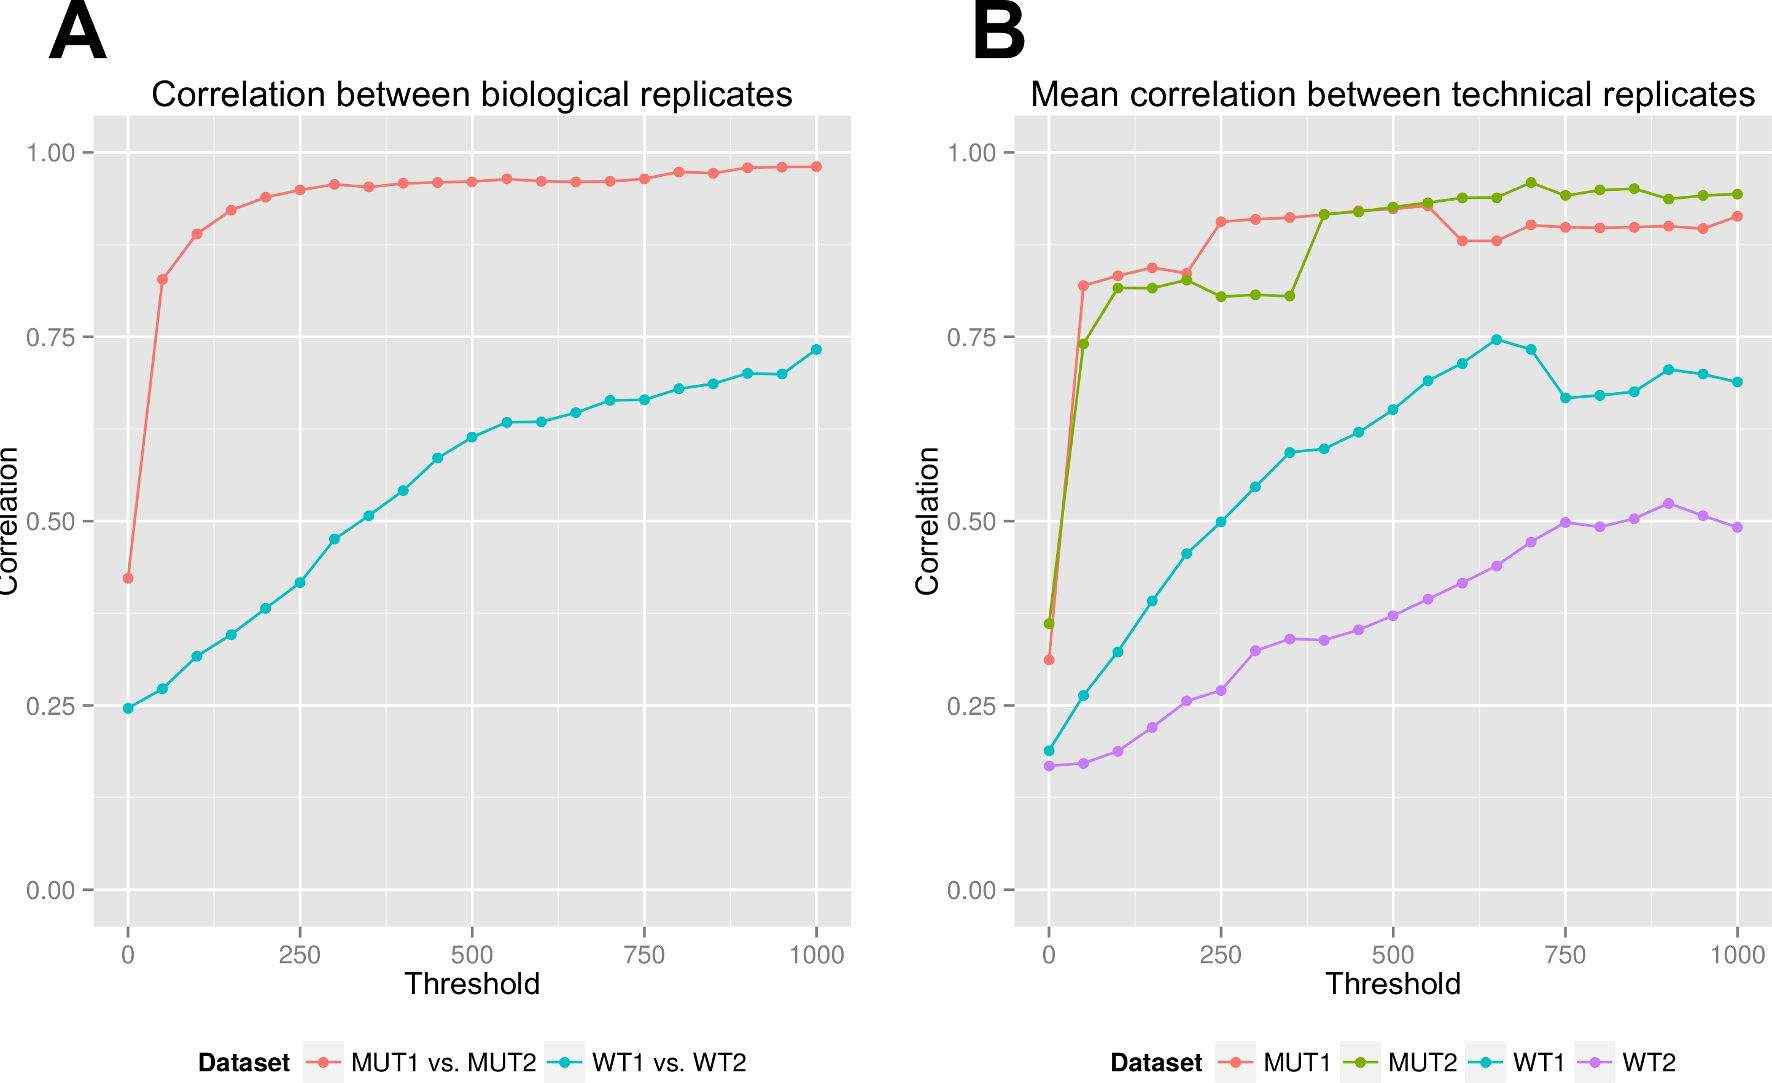 A
Correlation between biological replicates
1.00
0.75
0.50
0.25
0.00
Correlation
0 250 500 750 1000
Threshold
Dataset MUT1 vs. MUT2 WT1 vs. WT2
B
Mean correlation between technical replicates
1.00
0.75
0.50
0.25
0.00
Correlation
0 250 500 750 1000
Threshold
Dataset MUT1 MUT2 WT1 WT2